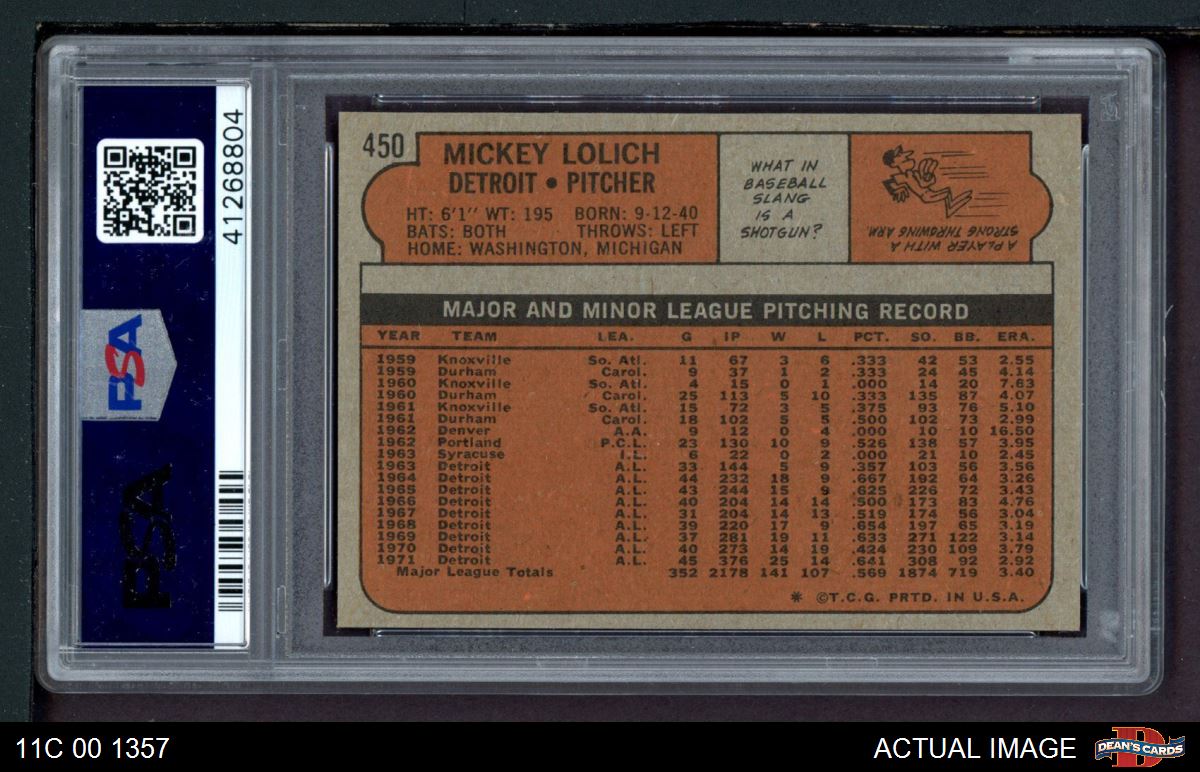 41268804
PSA
PSA
450
MICKEY LOLICH
DETROIT • PITCHER
HT: 6'1'' WT: 195 BORN: 9-12-40
BATS: BOTH THROWS: LEFT
HOME: WASHINGTON, MICHIGAN
WHAT IN
BASEBALL
SLANG
IS A
SHOTGUN?
A PLAYER WITH A
STRONG THROWING ARM.
MAJOR AND MINOR LEAGUE PITCHING RECORD
YEAR TEAM LEA. G IP W L PCT. SO. BB. ERA.
1959 Knoxville So. Atl. 11 67 3 6 .333 42 53 2.55
1959 Durham Carol. 9 37 1 2 .333 24 45 4.14
1960 Knoxville So. Atl. 4 15 0 1 .000 14 20 7.63
1960 Durham Carol. 25 113 5 10 .333 135 87 4.07
1961 Knoxville So. Atl. 15 72 3 5 .375 93 76 5.10
1961 Durham Carol. 18 102 5 5 .500 102 73 2.99
1962 Denver A.A. 9 12 0 4 .000 10 10 16.50
1962 Portland P.C.L. 23 130 10 9 .526 138 57 3.95
1963 Syracuse I.L. 6 22 0 2 .000 21 10 2.45
1963 Detroit A.L. 33 144 5 9 .357 103 56 3.56
1964 Detroit A.L. 44 232 18 9 .667 192 64 3.26
1965 Detroit A.L. 43 244 15 9 .625 226 72 3.43
1966 Detroit A.L. 40 204 14 14 .500 173 83 4.76
1967 Detroit A.L. 31 204 14 13 .519 174 56 3.04
1968 Detroit A.L. 39 220 17 9 .654 197 65 3.19
1969 Detroit A.L. 37 281 19 11 .633 271 122 3.14
1970 Detroit A.L. 40 273 14 19 .424 230 109 3.79
1971 Detroit A.L. 45 376 25 14 .641 308 92 2.92
Major League Totals 352 2178 141 107 .569 1874 719 3.40
* ©T.C.G. PRTD. IN U.S.A.
11C 00 1357
ACTUAL IMAGE
DEAN'S CARDS